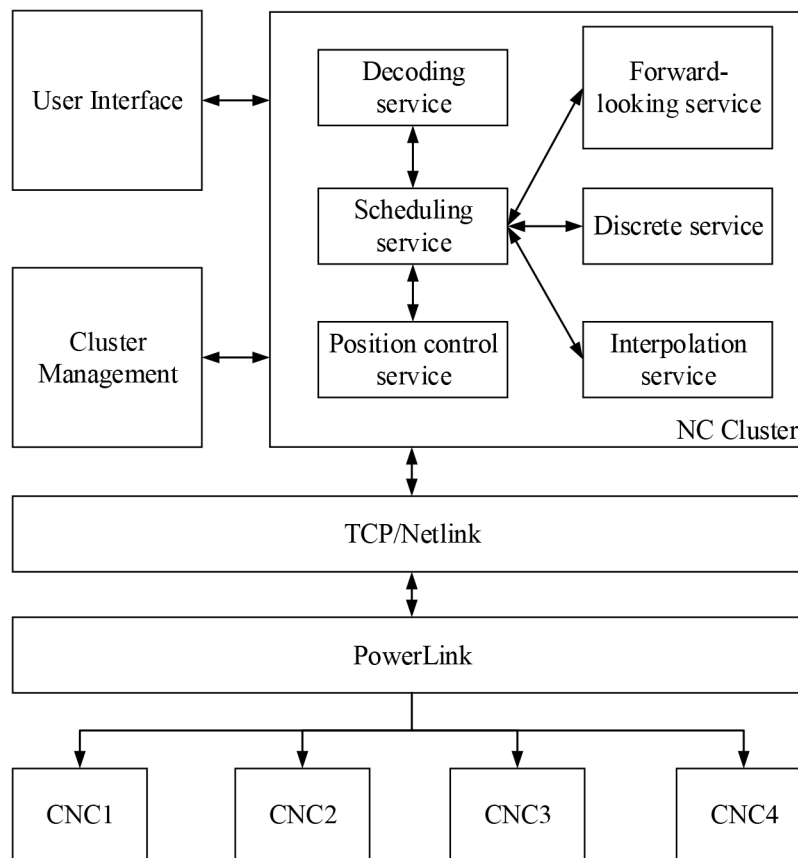 User Interface
Decoding
service
Forward-
looking service
Scheduling
service
Discrete service
Cluster
Management
Position control
service
Interpolation
service
NC Cluster
TCP/Netlink
PowerLink
CNC1
CNC2
CNC3
CNC4